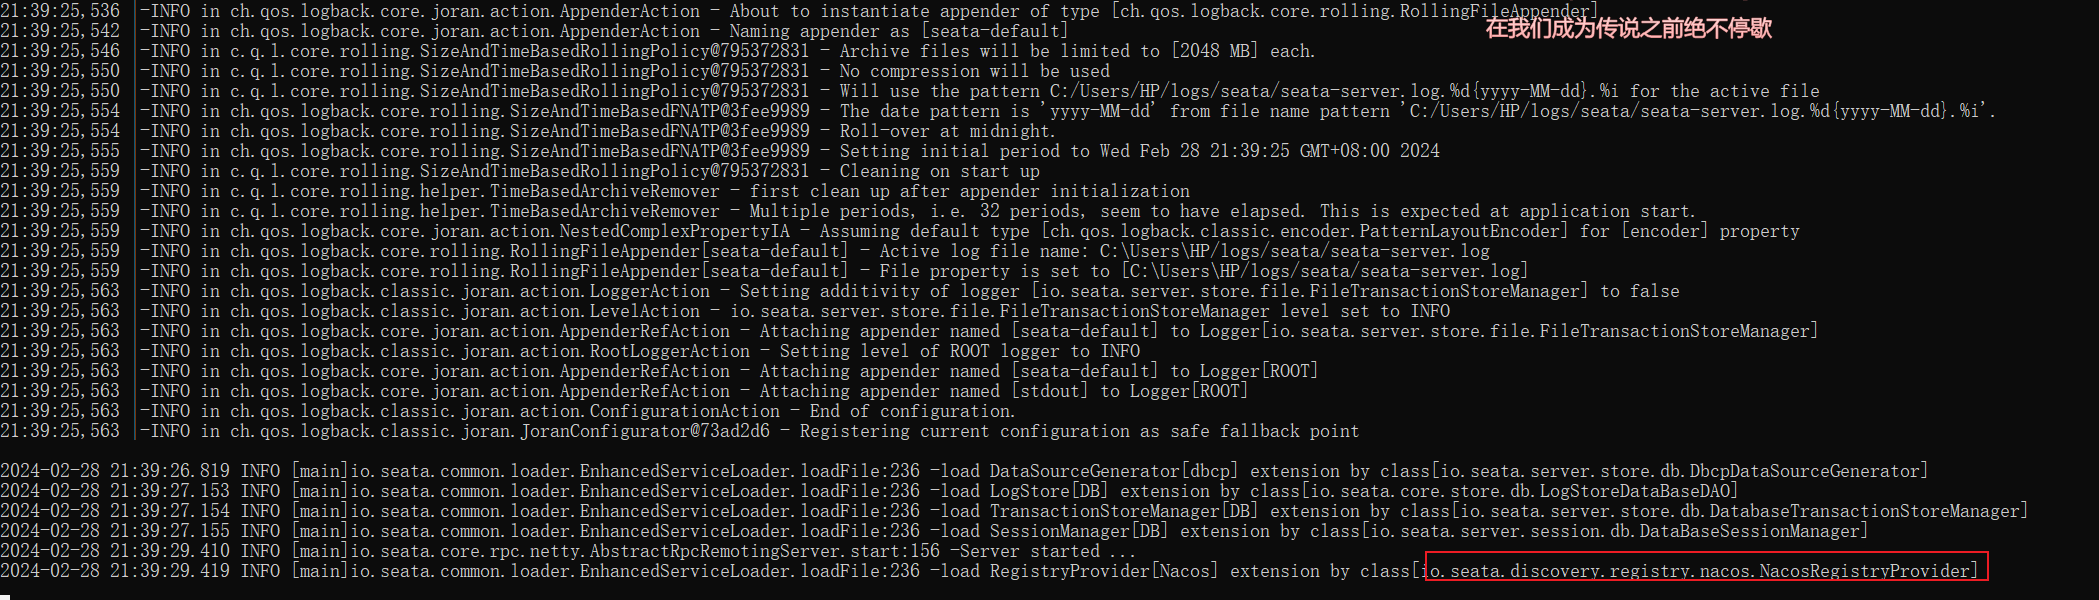 21:39:25,536 |-INFO in ch.qos.logback.core.joran.action.AppenderAction - About to instantiate appender of type [ch.qos.logback.core.rolling.RollingFileAppender]
在我们成为传说之前绝不停歇
21:39:25,542 |-INFO in ch.qos.logback.core.joran.action.AppenderAction - Naming appender as [seata-default]
21:39:25,546 |-INFO in c.q.l.core.rolling.SizeAndTimeBasedRollingPolicy@795372831 - Archive files will be limited to [2048 MB] each.
21:39:25,550 |-INFO in c.q.l.core.rolling.SizeAndTimeBasedRollingPolicy@795372831 - No compression will be used
21:39:25,550 |-INFO in c.q.l.core.rolling.SizeAndTimeBasedRollingPolicy@795372831 - Will use the pattern C:/Users/HP/logs/seata/seata-server.log.%d{yyyy-MM-dd}.%i for the active file
21:39:25,554 |-INFO in ch.qos.logback.core.rolling.SizeAndTimeBasedFNATP@3fee9989 - The date pattern is 'yyyy-MM-dd' from file name pattern 'C:/Users/HP/logs/seata/seata-server.log.%d{yyyy-MM-dd}.%i'.
21:39:25,554 |-INFO in ch.qos.logback.core.rolling.SizeAndTimeBasedFNATP@3fee9989 - Roll-over at midnight.
21:39:25,555 |-INFO in ch.qos.logback.core.rolling.SizeAndTimeBasedFNATP@3fee9989 - Setting initial period to Wed Feb 28 21:39:25 GMT+08:00 2024
21:39:25,559 |-INFO in c.q.l.core.rolling.SizeAndTimeBasedRollingPolicy@795372831 - Cleaning on start up
21:39:25,559 |-INFO in c.q.l.core.rolling.helper.TimeBasedArchiveRemover - first clean up after appender initialization
21:39:25,559 |-INFO in c.q.l.core.rolling.helper.TimeBasedArchiveRemover - Multiple periods, i.e. 32 periods, seem to have elapsed. This is expected at application start.
21:39:25,559 |-INFO in ch.qos.logback.core.joran.action.NestedComplexPropertyIA - Assuming default type [ch.qos.logback.classic.encoder.PatternLayoutEncoder] for [encoder] property
21:39:25,559 |-INFO in ch.qos.logback.core.rolling.RollingFileAppender[seata-default] - Active log file name: C:\Users\HP/logs/seata/seata-server.log
21:39:25,559 |-INFO in ch.qos.logback.core.rolling.RollingFileAppender[seata-default] - File property is set to [C:\Users\HP/logs/seata/seata-server.log]
21:39:25,563 |-INFO in ch.qos.logback.classic.joran.action.LoggerAction - Setting additivity of logger [io.seata.server.store.file.FileTransactionStoreManager] to false
21:39:25,563 |-INFO in ch.qos.logback.classic.joran.action.LevelAction - io.seata.server.store.file.FileTransactionStoreManager level set to INFO
21:39:25,563 |-INFO in ch.qos.logback.core.joran.action.AppenderRefAction - Attaching appender named [seata-default] to Logger[io.seata.server.store.file.FileTransactionStoreManager]
21:39:25,563 |-INFO in ch.qos.logback.classic.joran.action.RootLoggerAction - Setting level of ROOT logger to INFO
21:39:25,563 |-INFO in ch.qos.logback.core.joran.action.AppenderRefAction - Attaching appender named [seata-default] to Logger[ROOT]
21:39:25,563 |-INFO in ch.qos.logback.core.joran.action.AppenderRefAction - Attaching appender named [stdout] to Logger[ROOT]
21:39:25,563 |-INFO in ch.qos.logback.classic.joran.action.ConfigurationAction - End of configuration.
21:39:25,563 |-INFO in ch.qos.logback.classic.joran.JoranConfigurator@73ad2d6 - Registering current configuration as safe fallback point
2024-02-28 21:39:26.819 INFO [main]io.seata.common.loader.EnhancedServiceLoader.loadFile:236 -load DataSourceGenerator[dbcp] extension by class[io.seata.server.store.db.DbcpDataSourceGenerator]
2024-02-28 21:39:27.153 INFO [main]io.seata.common.loader.EnhancedServiceLoader.loadFile:236 -load LogStore[DB] extension by class[io.seata.core.store.db.LogStoreDataBaseDAO]
2024-02-28 21:39:27.154 INFO [main]io.seata.common.loader.EnhancedServiceLoader.loadFile:236 -load TransactionStoreManager[DB] extension by class[io.seata.server.store.db.DatabaseTransactionStoreManager]
2024-02-28 21:39:27.155 INFO [main]io.seata.common.loader.EnhancedServiceLoader.loadFile:236 -load SessionManager[DB] extension by class[io.seata.server.session.db.DataBaseSessionManager]
2024-02-28 21:39:29.410 INFO [main]io.seata.core.rpc.netty.AbstractRpcRemotingServer.start:156 -Server started ...
2024-02-28 21:39:29.419 INFO [main]io.seata.common.loader.EnhancedServiceLoader.loadFile:236 -load RegistryProvider[Nacos] extension by class[io.seata.discovery.registry.nacos.NacosRegistryProvider]